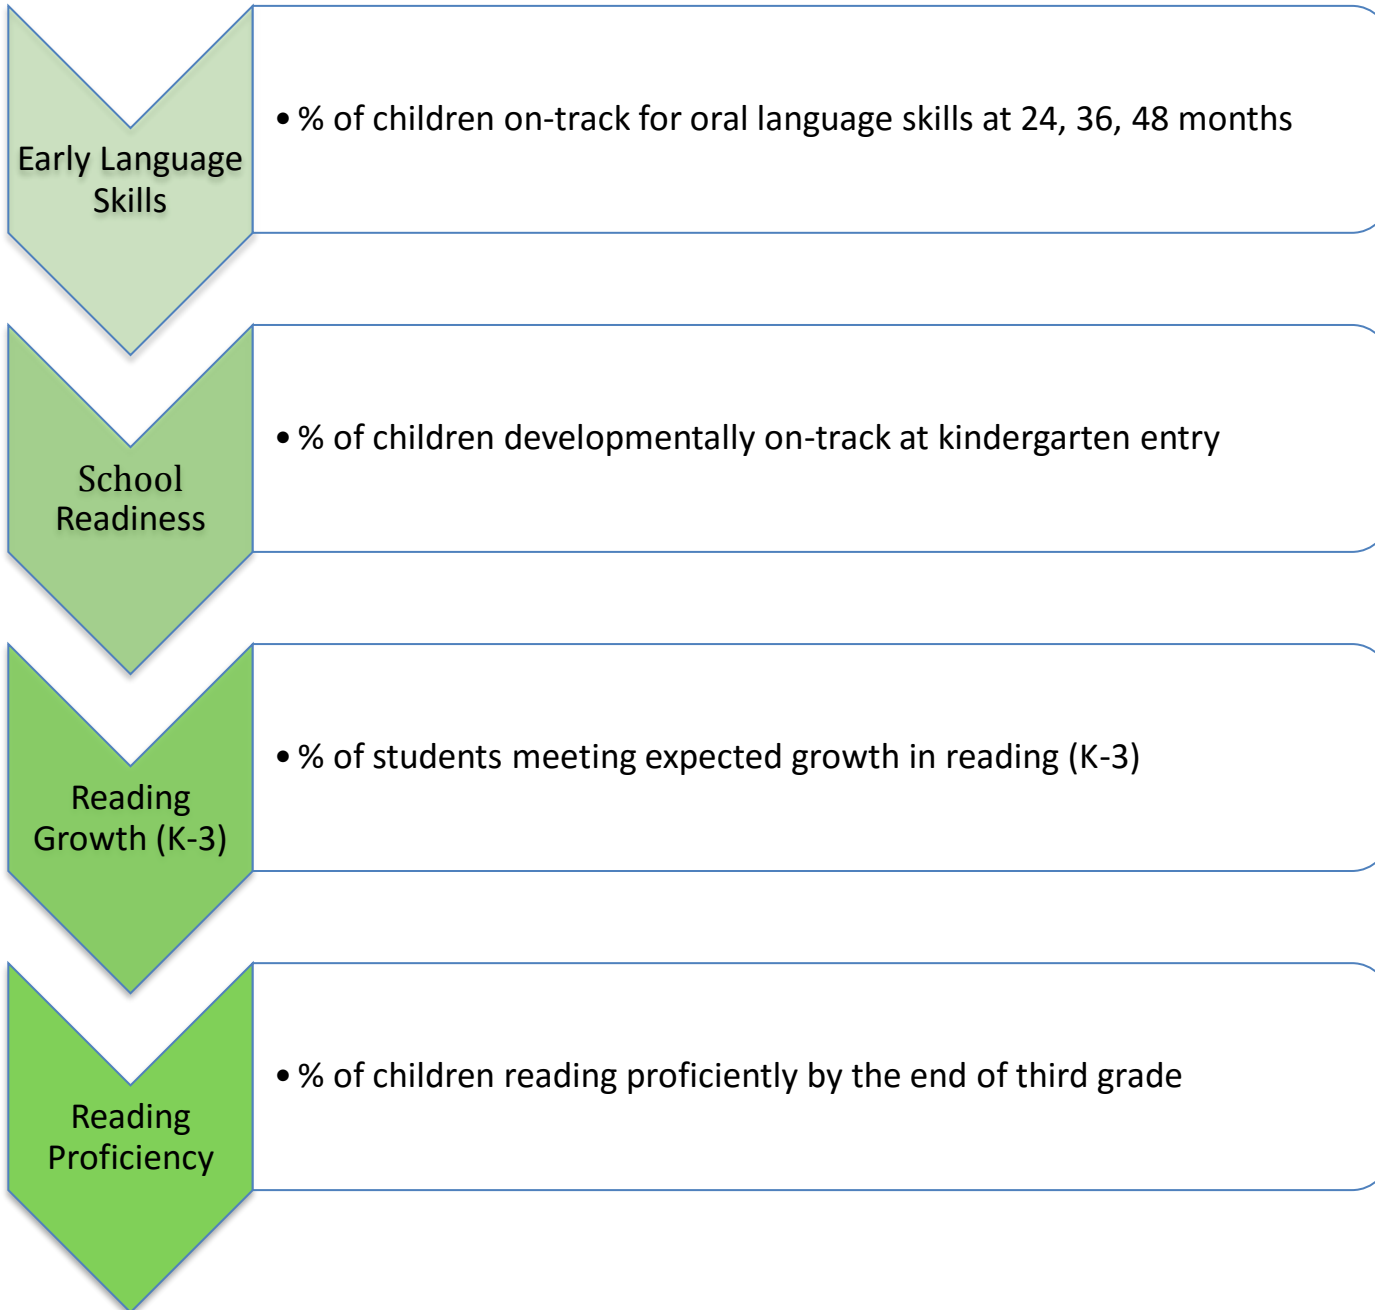 Early Language
Skills
• % of children on-track for oral language skills at 24, 36, 48 months
School
Readiness
• % of children developmentally on-track at kindergarten entry
Reading
Growth (K-3)
• % of students meeting expected growth in reading (K-3)
Reading
Proficiency
• % of children reading proficiently by the end of third grade